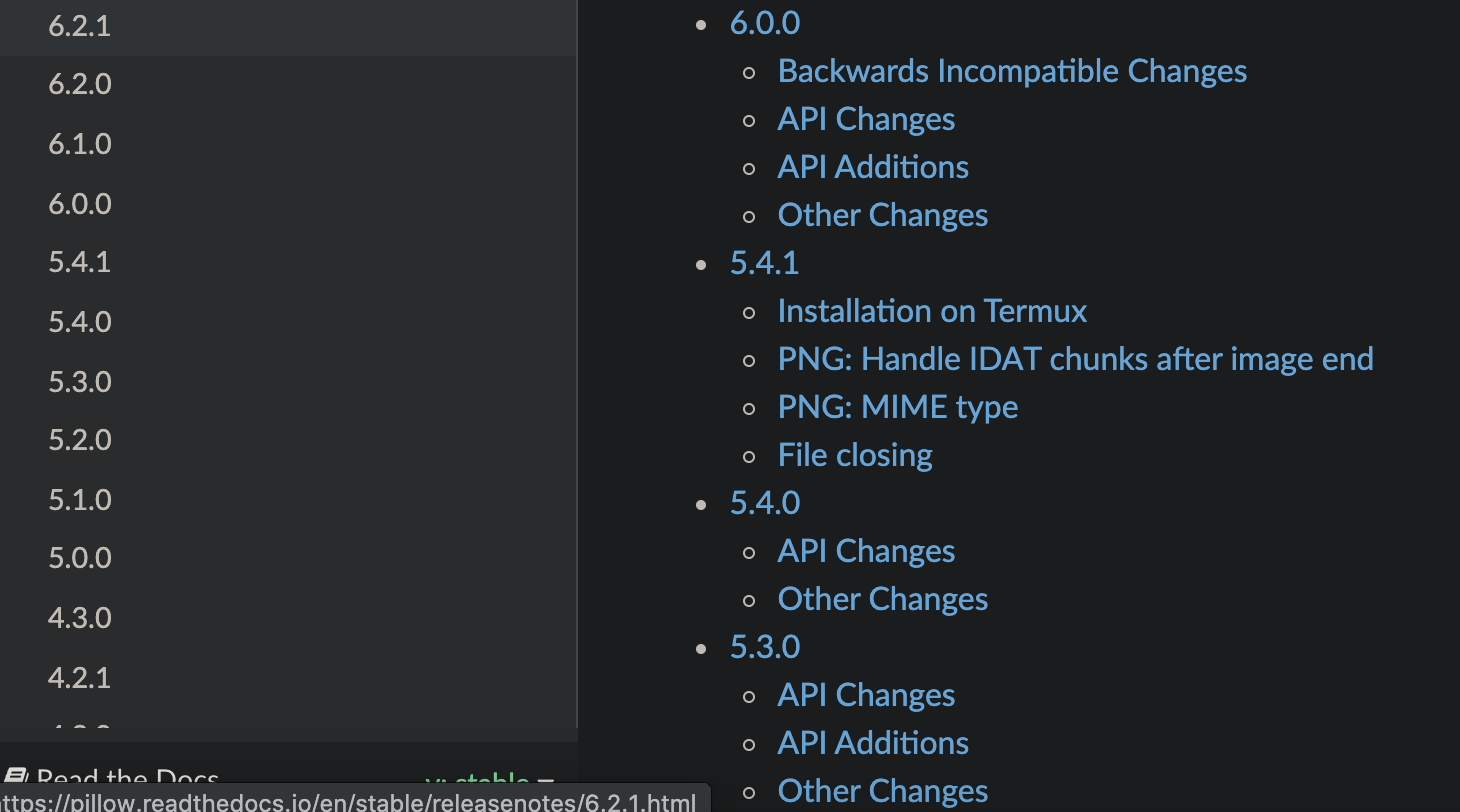 6.2.1
6.2.0
6.1.0
6.0.0
5.4.1
5.4.0
5.3.0
5.2.0
5.1.0
5.0.0
4.3.0
4.2.1
Read the Docs v: stable
ttps://pillow.readthedocs.io/en/stable/releasenotes/6.2.1.html
6.0.0
Backwards Incompatible Changes
API Changes
API Additions
Other Changes
5.4.1
Installation on Termux
PNG: Handle IDAT chunks after image end
PNG: MIME type
File closing
5.4.0
API Changes
Other Changes
5.3.0
API Changes
API Additions
Other Changes